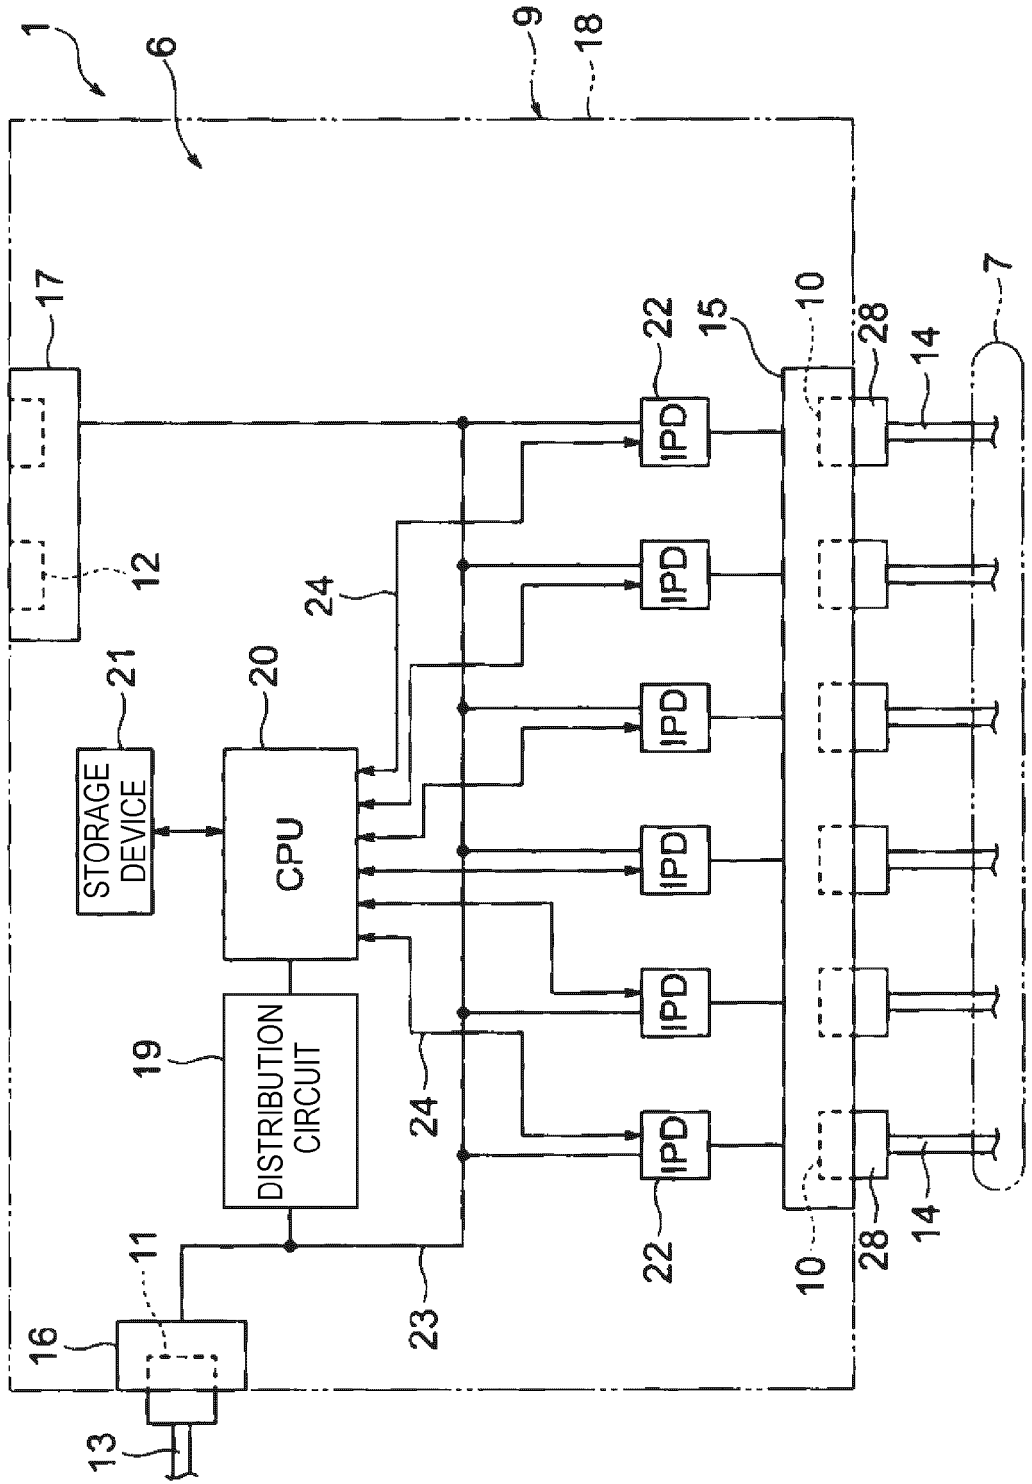 1
17
16
6
21
STORAGE
DEVICE
13
11
19
12
20
DISTRIBUTION
CIRCUIT
CPU
24
23
24
9
18
22
IPD
IPD
IPD
IPD
IPD
IPD
22
15
10
10
28
28
14
14
7